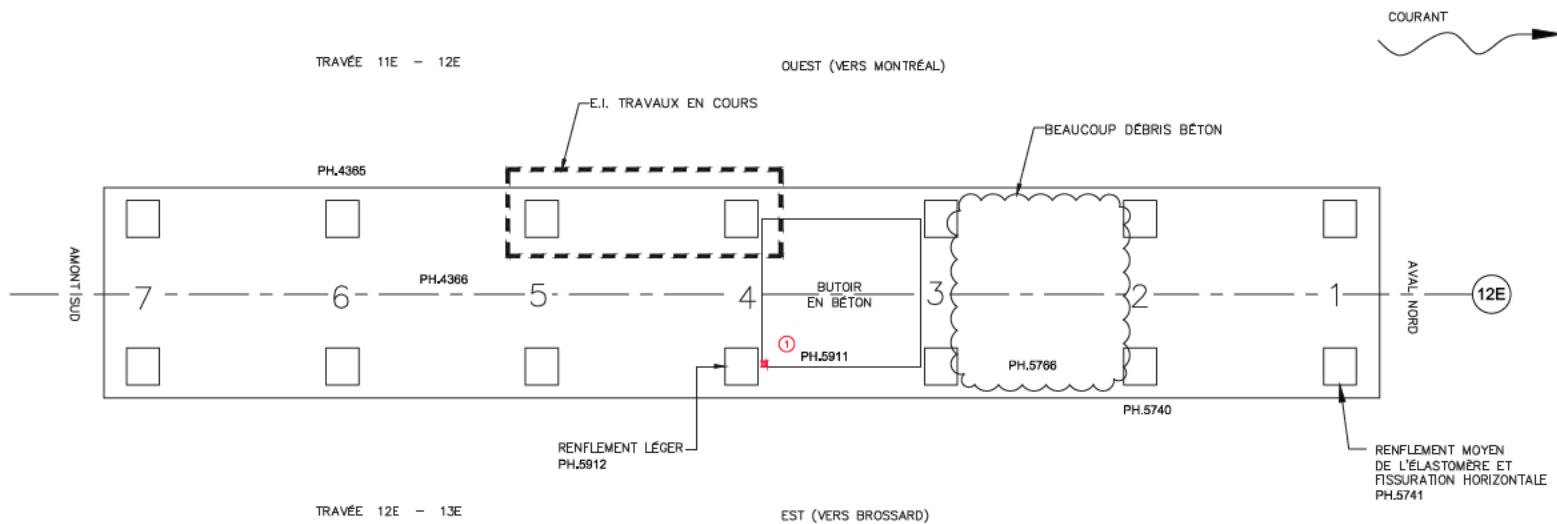 COURANT
TRAVÉE 11E - 12E
OUEST (VERS MONTRÉAL)
E.I. TRAVAUX EN COURS
BEAUCOUP DÉBRIS BÉTON
PH.4365
AMONT SUD
PH.4366
7
6
5
4
BUTOIR
EN BÉTON
3
2
1
AVAL NORD
12E
1
PH.5911
PH.5766
PH.5740
RENFLEMENT LÉGER
PH.5912
RENFLEMENT MOYEN
DE L'ÉLASTOMÈRE ET
FISSURATION HORIZONTALE
PH.5741
TRAVÉE 12E - 13E
EST (VERS BROSSARD)